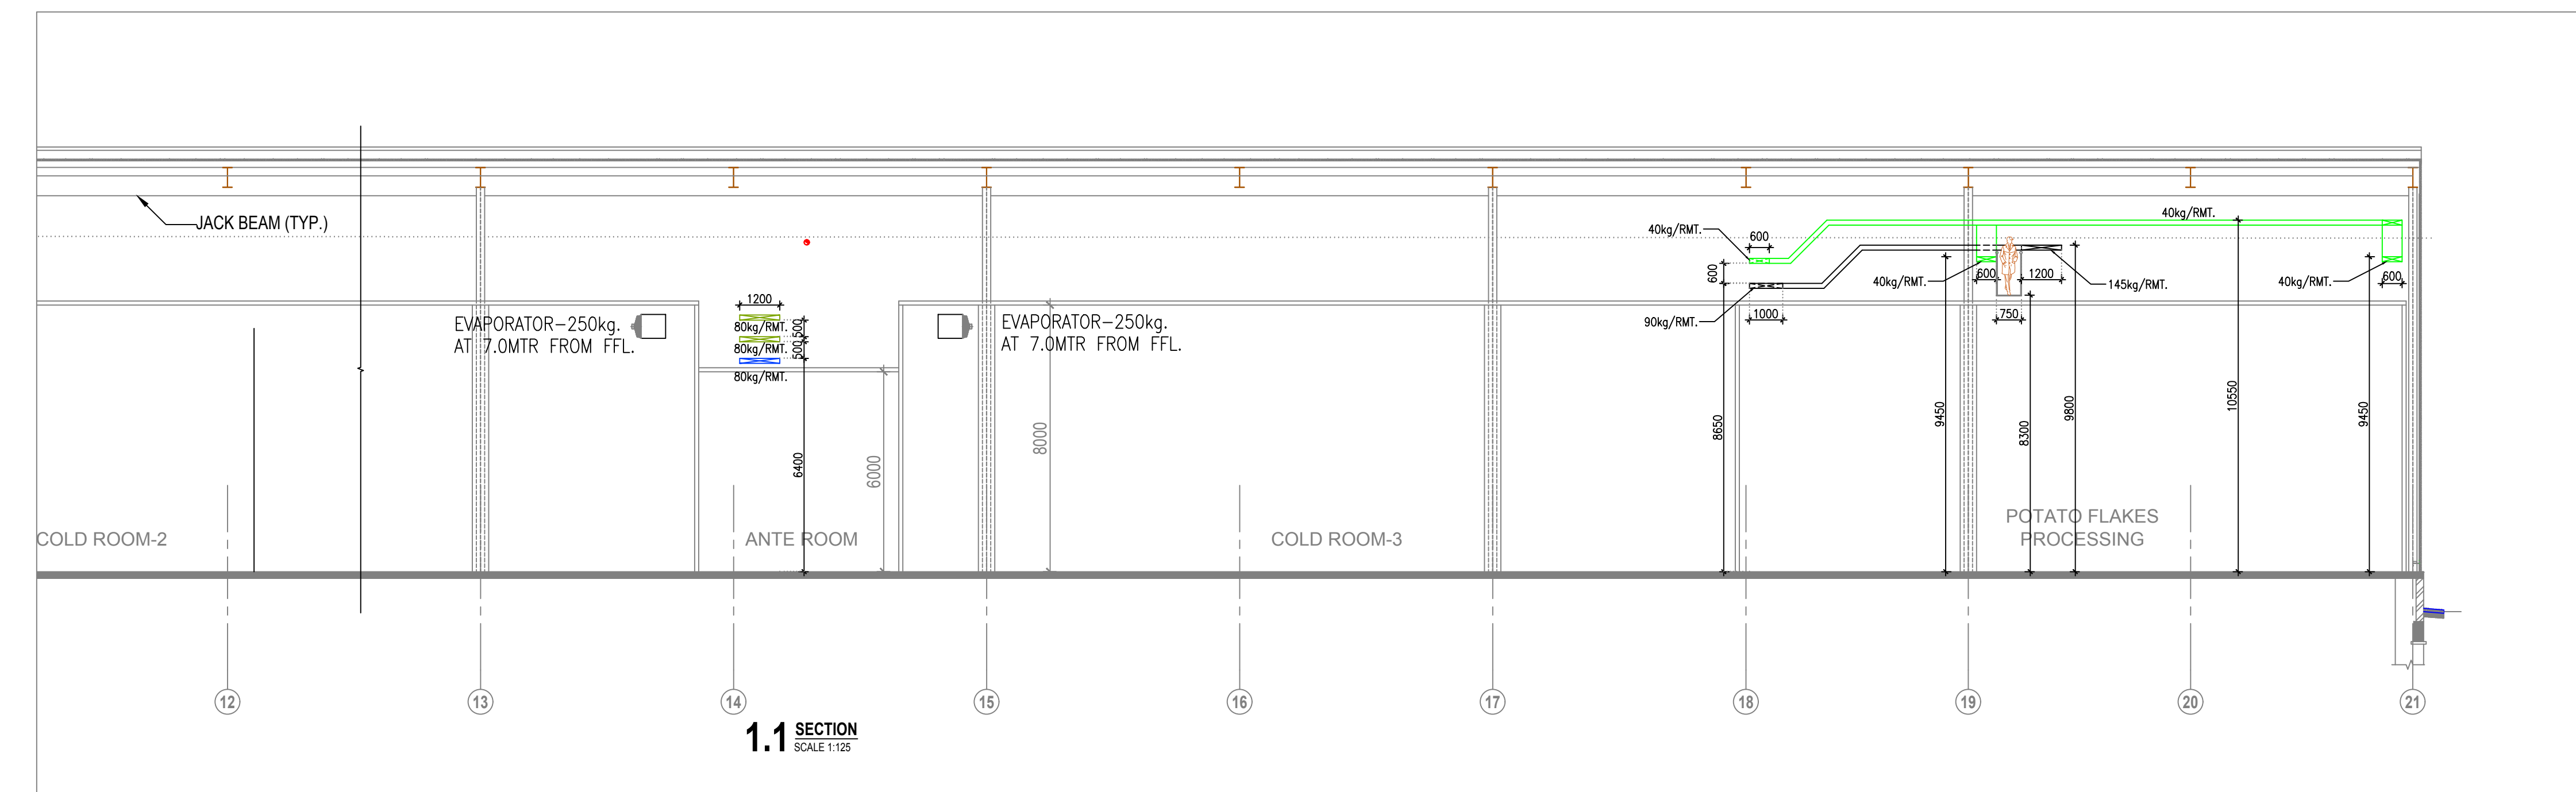 JACK BEAM (TYP.)
40kg/RMT.
40kg/RMT.
600
600
600
1200
145kg/RMT.
40kg/RMT.
40kg/RMT.
600
90kg/RMT.
1000
750
1200
EVAPORATOR-250kg.
AT 7.0MTR FROM FFL.
80kg/RMT.
500
80kg/RMT.
500
80kg/RMT.
EVAPORATOR-250kg.
AT 7.0MTR FROM FFL.
6400
6000
8000
8650
9450
8300
9800
10550
9450
COLD ROOM-2
ANTE ROOM
COLD ROOM-3
POTATO FLAKES
PROCESSING
12
13
14
15
16
17
18
19
20
21
1.1 SECTION
SCALE 1:125